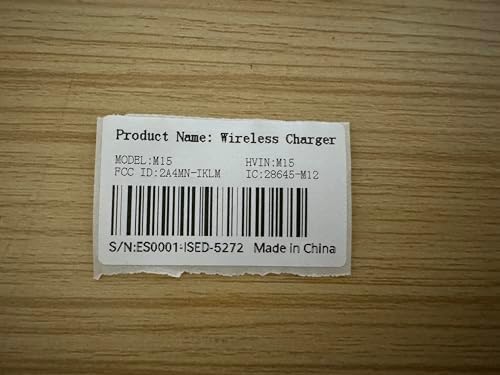 Product Name: Wireless Charger
MODEL:M15 HVIN:M15
FCC ID:2A4MN-IKLM IC:28645-M12
S/N:ES0001-ISED-5272 Made in China